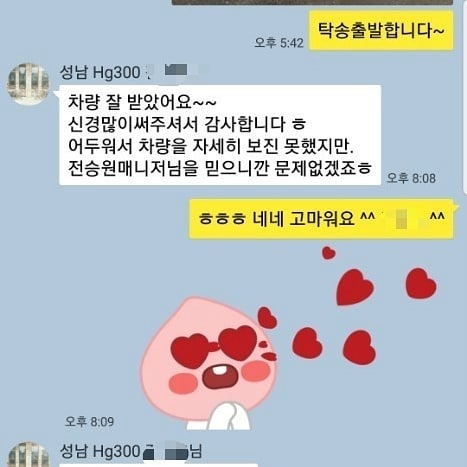 탁송출발합니다~
오후 5:42
성남 Hg300
차량 잘 받았어요~~
신경많이써주셔서 감사합니다 ㅎ
어두워서 차량을 자세히 보진 못했지만.
전승원매니저님을 믿으니깐 문제없겠죠ㅎ
오후 8:08
ㅎㅎㅎ 네네 고마워요 ^^ ^^
오후 8:09
성남 Hg300 님